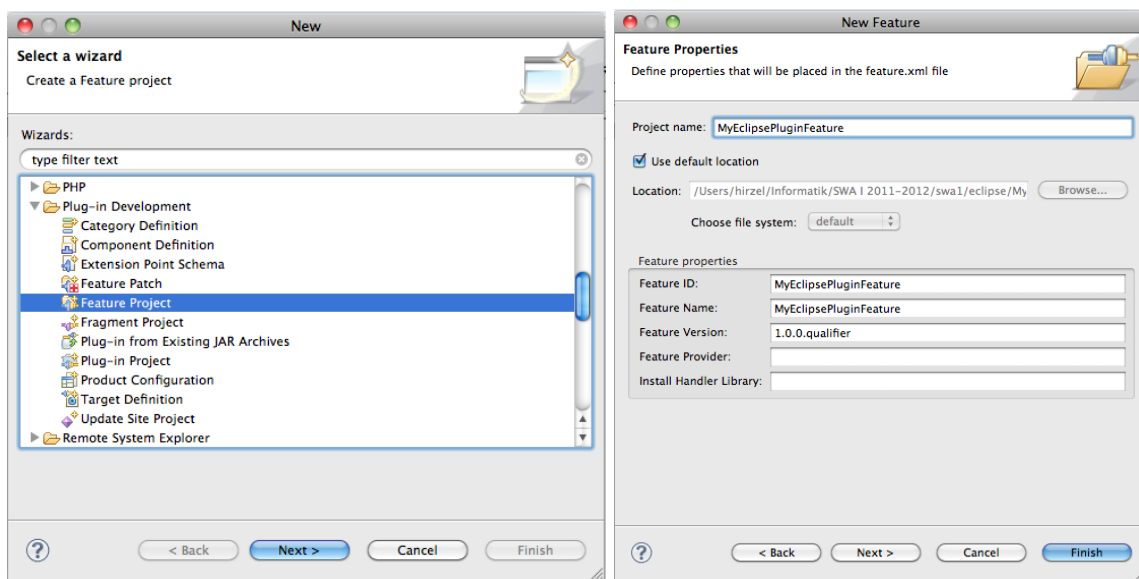 New
Select a wizard
Create a Feature project
Wizards:
type filter text
PHP
Plug-in Development
Category Definition
Component Definition
Extension Point Schema
Feature Patch
Feature Project
Fragment Project
Plug-in from Existing JAR Archives
Plug-in Project
Product Configuration
Target Definition
Update Site Project
Remote System Explorer
?
< Back
Next >
Cancel
Finish
New Feature
Feature Properties
Define properties that will be placed in the feature.xml file
Project name: MyEclipsePluginFeature
Use default location
Location: /Users/hirzel/Informatik/SWA I 2011-2012/swa1/eclipse/My Browse...
Choose file system: default
Feature properties
Feature ID: MyEclipsePluginFeature
Feature Name: MyEclipsePluginFeature
Feature Version: 1.0.0.qualifier
Feature Provider:
Install Handler Library:
?
< Back
Next >
Cancel
Finish